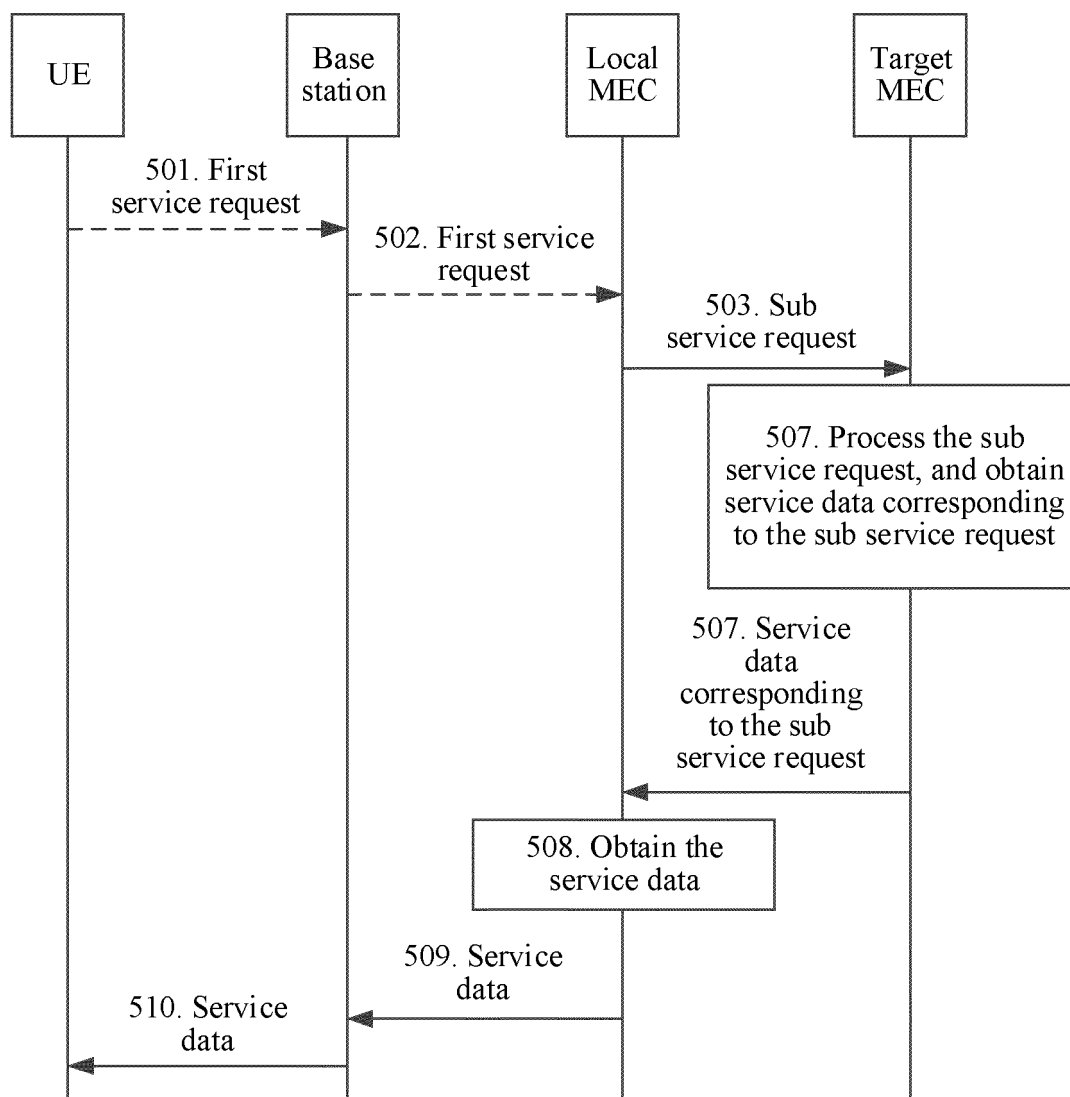 UE
Base
station
Local
MEC
Target
MEC
501. First
service request
502. First service
request
503. Sub
service request
507. Process the sub
service request, and obtain
service data corresponding
to the sub service request
507. Service
data
corresponding
to the sub
service request
508. Obtain the
service data
509. Service
data
510. Service
data